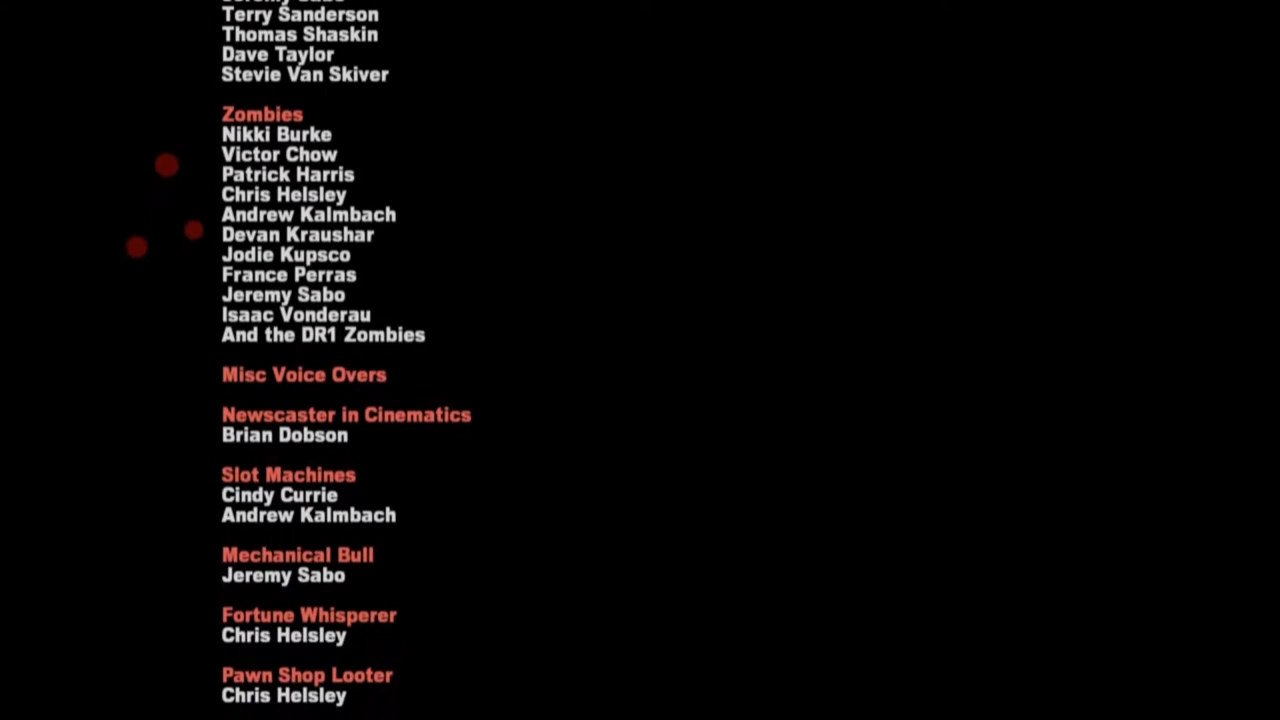 Terry Sanderson
Thomas Shaskin
Dave Taylor
Stevie Van Skiver
Zombies
Nikki Burke
Victor Chow
Patrick Harris
Chris Helsley
Andrew Kalmbach
Devan Kraushar
Jodie Kupsco
France Perras
Jeremy Sabo
Isaac Vonderau
And the DR1 Zombies
Misc Voice Overs
Newscaster in Cinematics
Brian Dobson
Slot Machines
Cindy Currie
Andrew Kalmbach
Mechanical Bull
Jeremy Sabo
Fortune Whisperer
Chris Helsley
Pawn Shop Looter
Chris Helsley